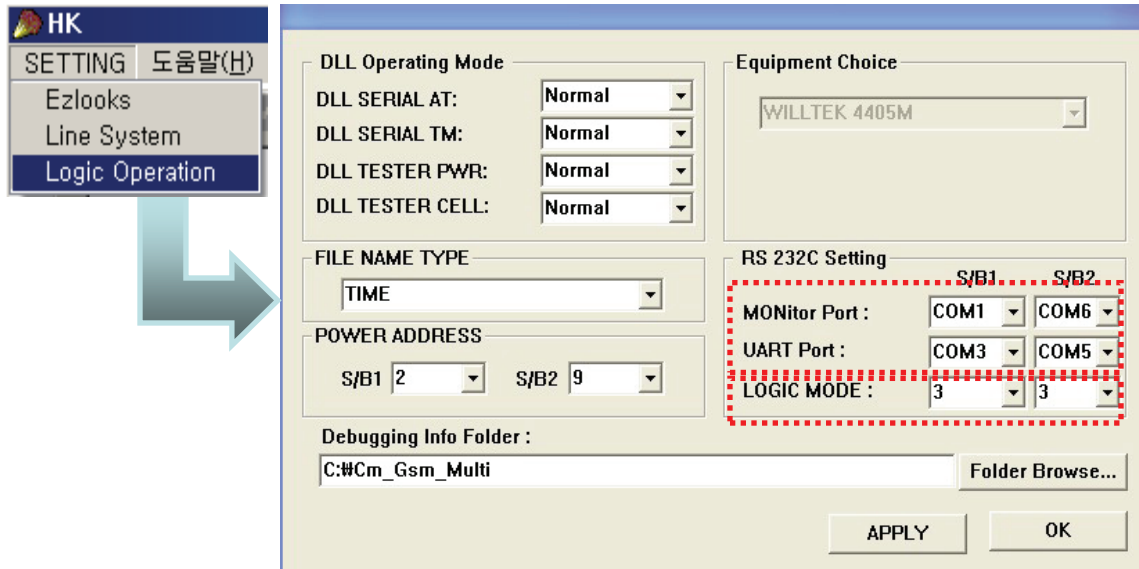 HK
SETTING 도움말(H)
Ezlooks
Line System
Logic Operation
DLL Operating Mode
DLL SERIAL AT: Normal
DLL SERIAL TM: Normal
DLL TESTER PWR: Normal
DLL TESTER CELL: Normal
Equipment Choice
WILLTEK 4405M
FILE NAME TYPE
TIME
POWER ADDRESS
S/B1 2 S/B2 9
RS 232C Setting
S/B1 S/B2
MONitor Port : COM1 COM6
UART Port : COM3 COM5
LOGIC MODE : 3 3
Debugging Info Folder :
C:₩Cm_Gsm_Multi
Folder Browse...
APPLY OK